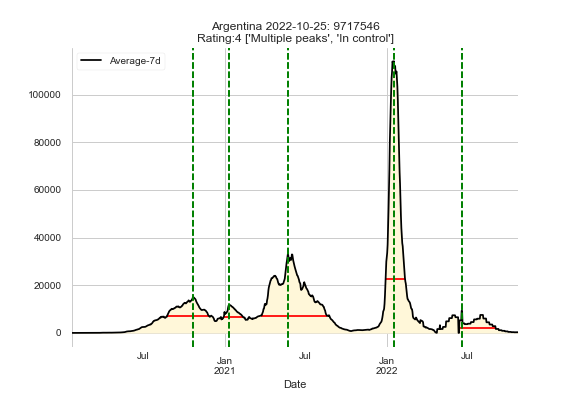 Argentina 2022-10-25: 9717546
Rating:4 ['Multiple peaks', 'In control']
Average-7d
100000
80000
60000
40000
20000
0
Jul
Jan
2021
Jul
Jan
2022
Jul
Date